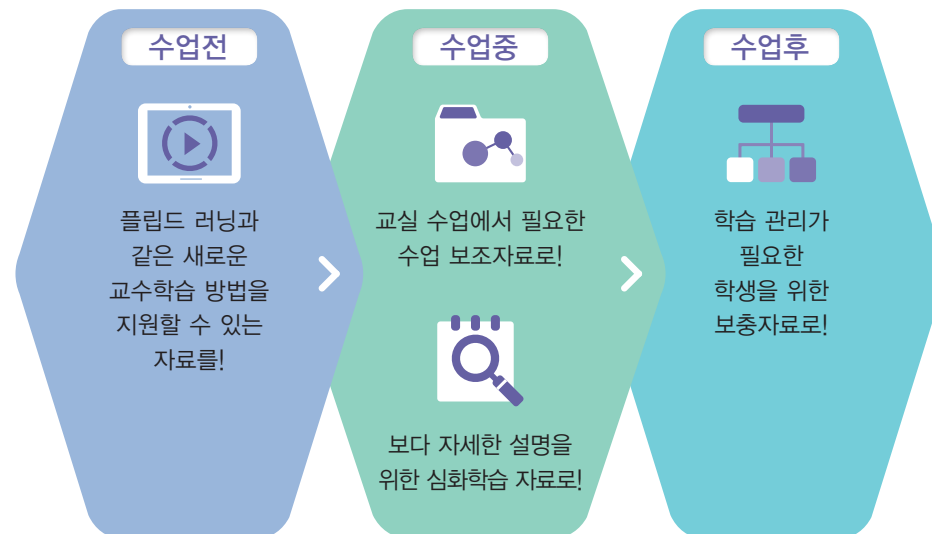 수업전
플립드 러닝과
같은 새로운
교수학습 방법을
지원할 수 있는
자료를!
수업중
교실 수업에서 필요한
수업 보조자료로!
보다 자세한 설명을
위한 심화학습 자료로!
수업후
학습 관리가
필요한
학생을 위한
보충자료로!